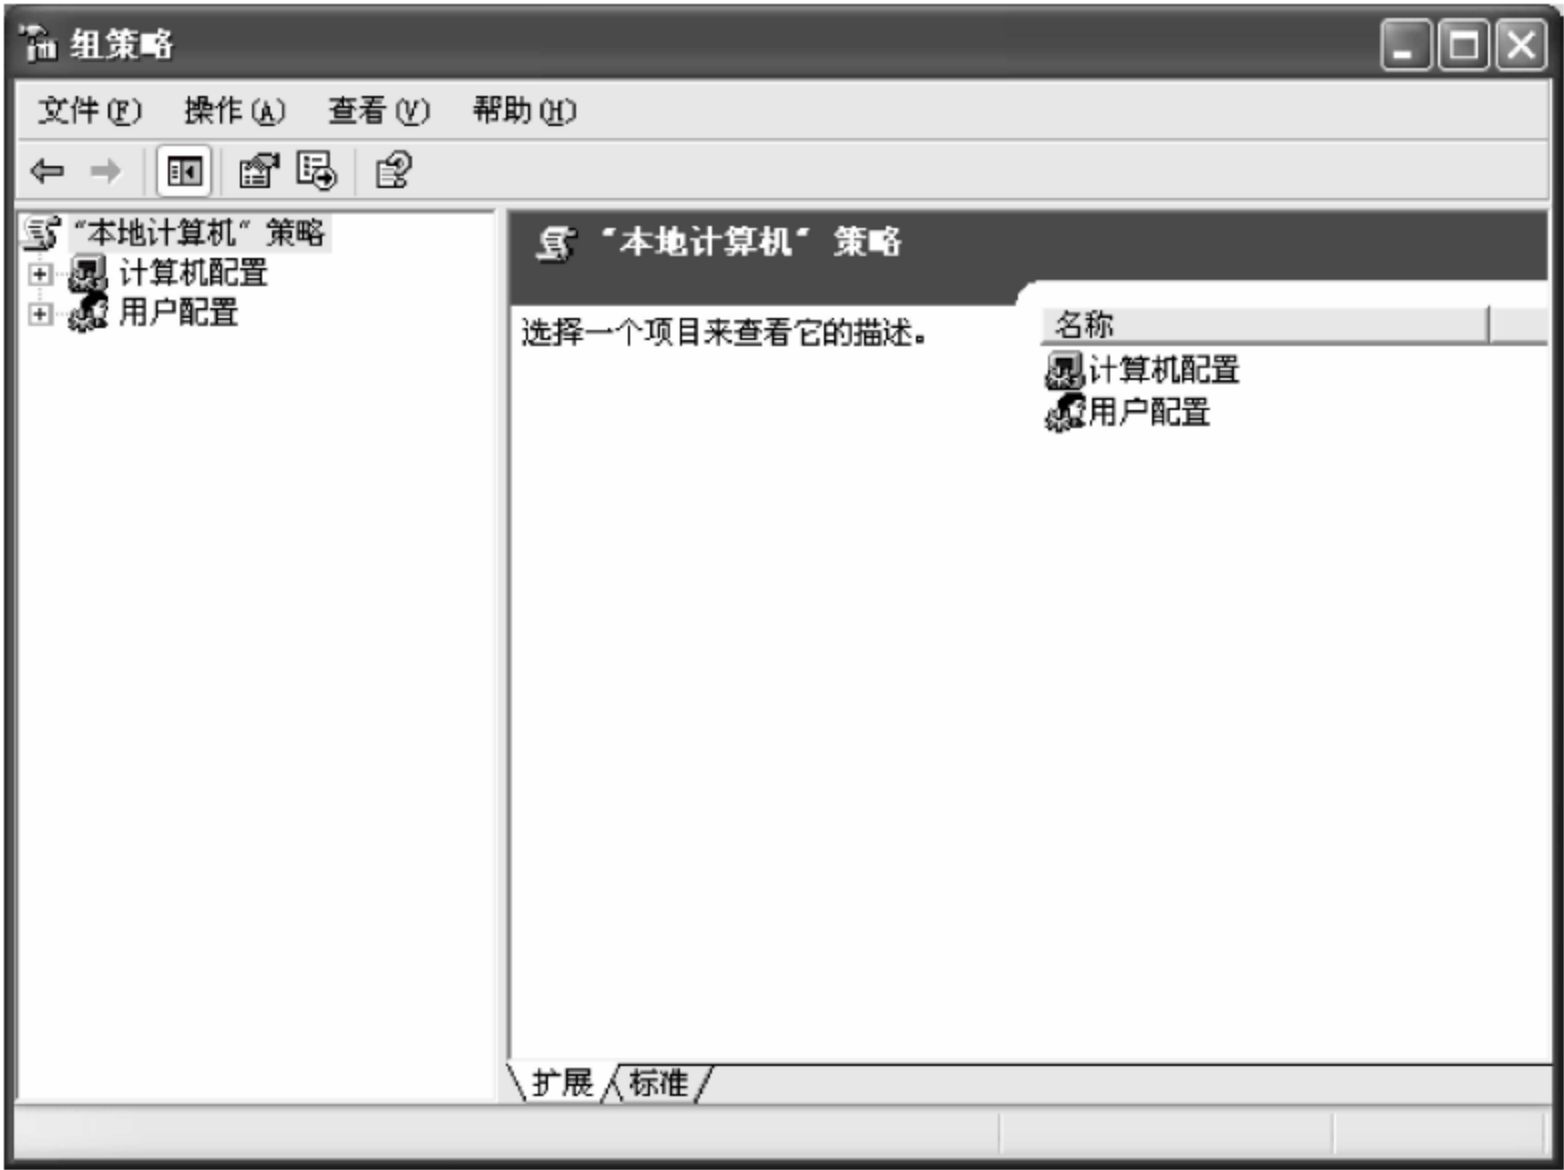 组策略
文件(F) 操作(A) 查看(V) 帮助(H)
“本地计算机”策略
计算机配置
用户配置
“本地计算机”策略
选择一个项目来查看它的描述。
名称
计算机配置
用户配置
扩展 标准